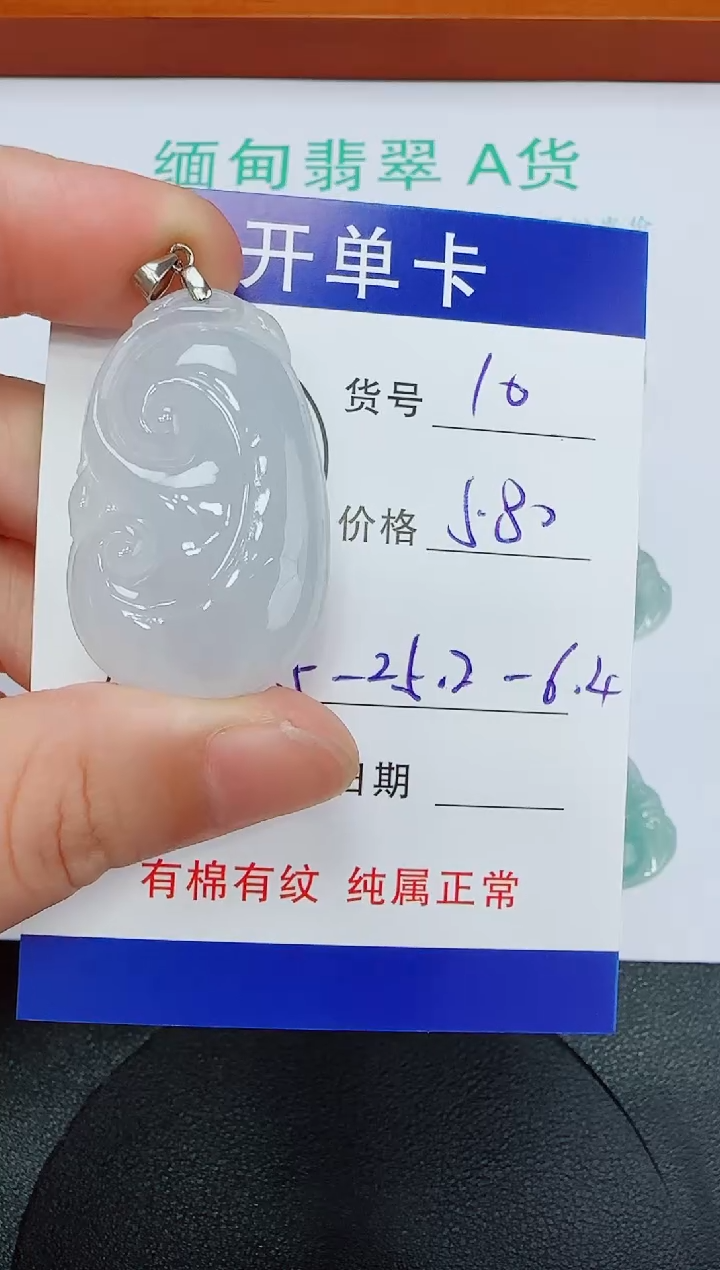 缅甸翡翠 A货
开单卡
货号 10
价格 580
5-25.2-6.4
日期
有棉有纹 纯属正常